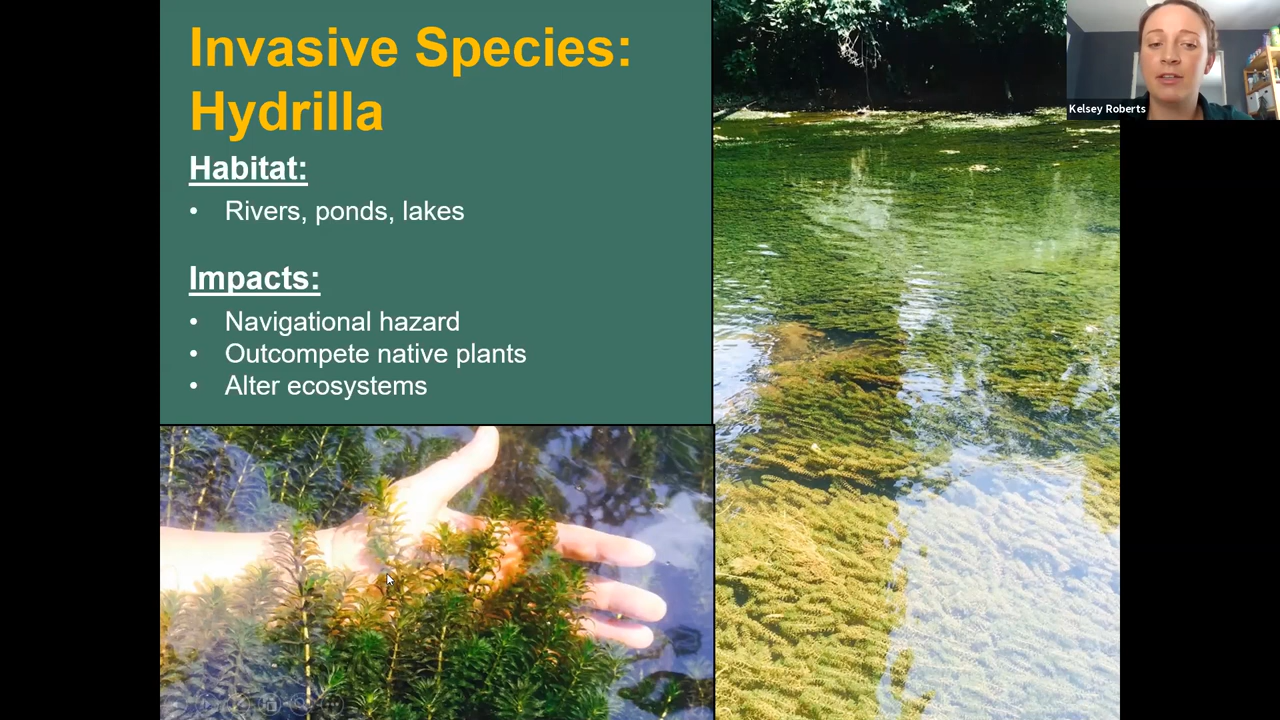 Invasive Species:
Hydrilla
Habitat:
• Rivers, ponds, lakes
Impacts:
• Navigational hazard
• Outcompete native plants
• Alter ecosystems
Kelsey Roberts